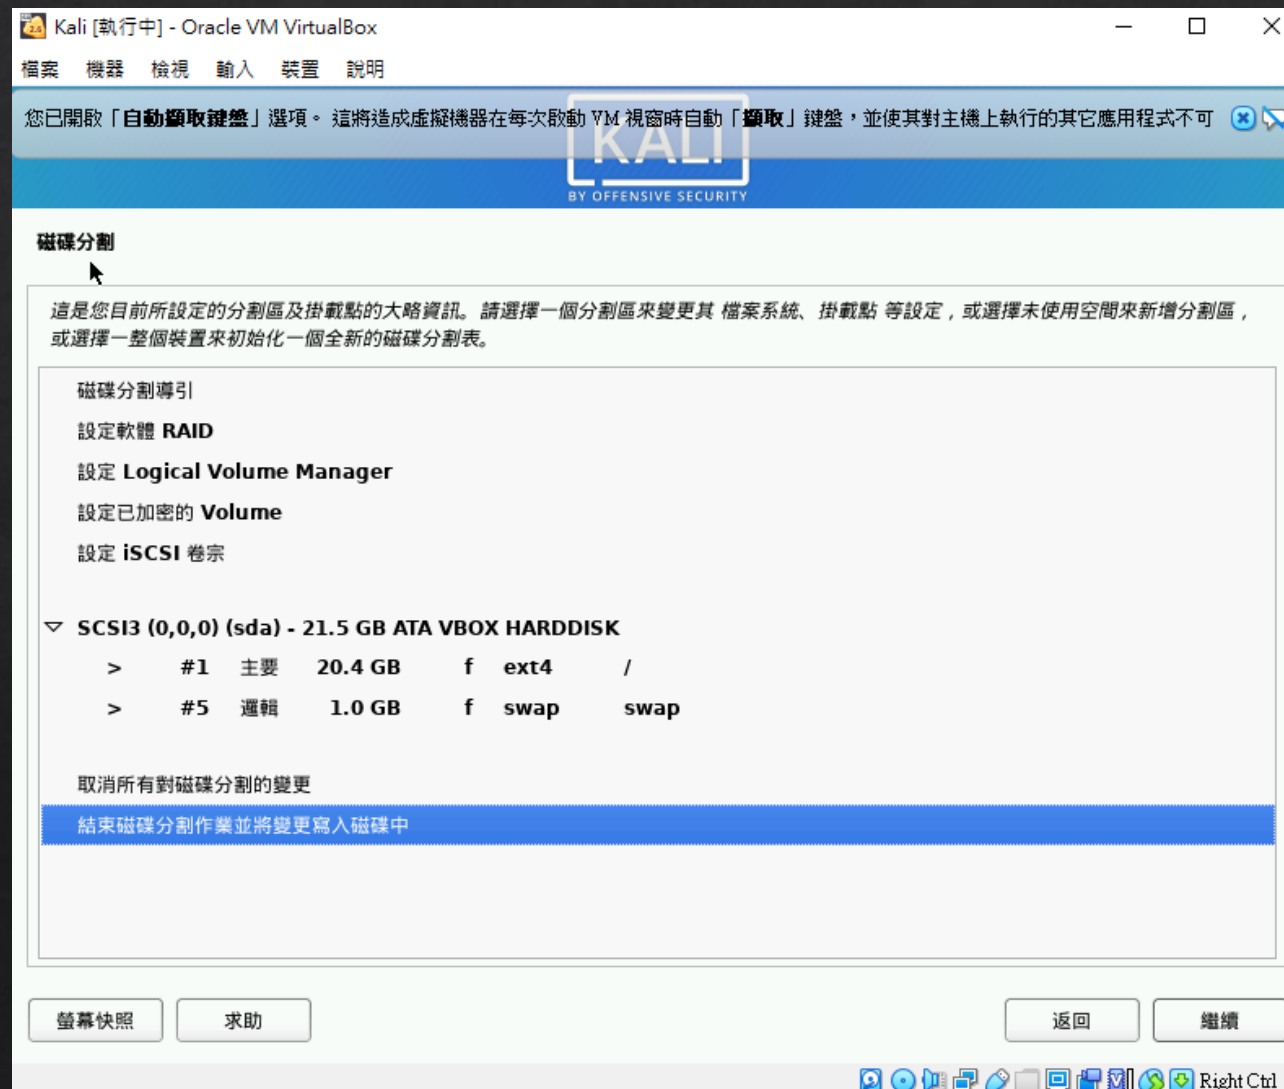 Kali [執行中] - Oracle VM VirtualBox
檔案 機器 檢視 輸入 裝置 說明
您已開啟「自動擷取鍵盤」選項。 這將造成虛擬機器在每次啟動 VM 視窗時自動「擷取」鍵盤，並使其對主機上執行的其它應用程式不可
KALI
BY OFFENSIVE SECURITY
磁碟分割
這是您目前所設定的分割區及掛載點的大略資訊。請選擇一個分割區來變更其 檔案系統、掛載點 等設定，或選擇未使用空間來新增分割區，
或選擇一整個裝置來初始化一個全新的磁碟分割表。
磁碟分割導引
設定軟體 RAID
設定 Logical Volume Manager
設定已加密的 Volume
設定 iSCSI 卷宗
SCSI3 (0,0,0) (sda) - 21.5 GB ATA VBOX HARDDISK
> #1 主要 20.4 GB f ext4 /
> #5 邏輯 1.0 GB f swap swap
取消所有對磁碟分割的變更
結束磁碟分割作業並將變更寫入磁碟中
螢幕快照 求助 返回 繼續
Right Ctrl